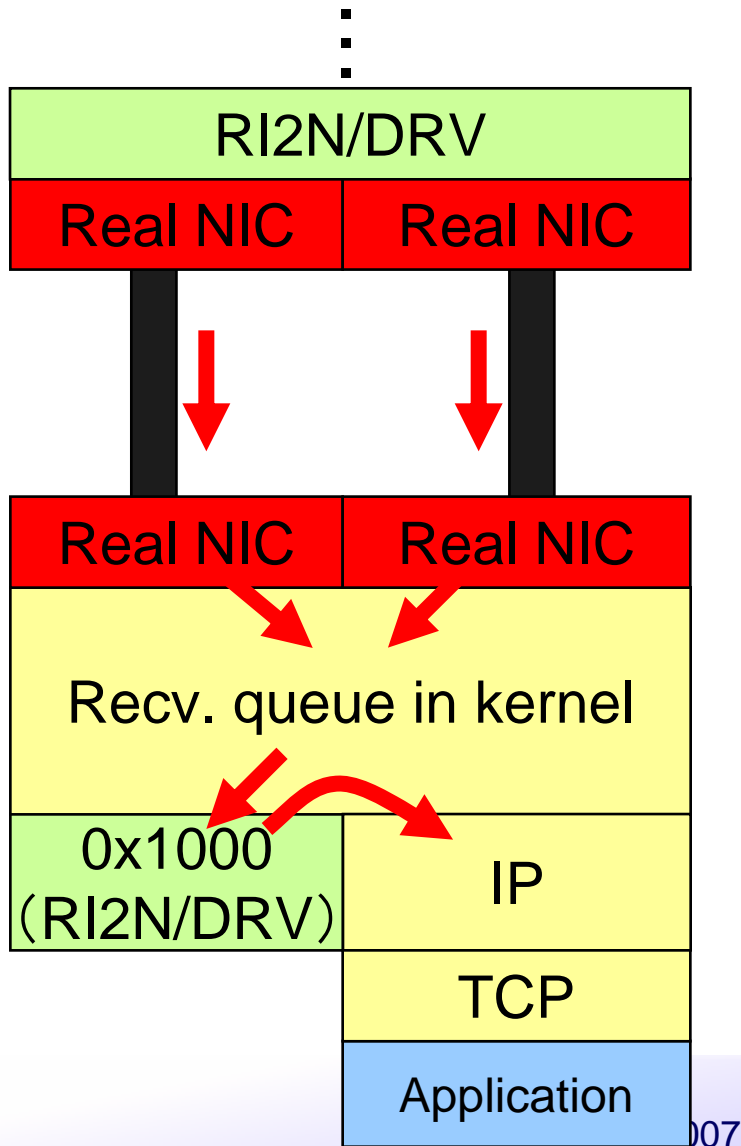 RI2N/DRV
Real NIC Real NIC
Real NIC Real NIC
Recv. queue in kernel
0x1000
（RI2N/DRV）
IP
TCP
Application
007